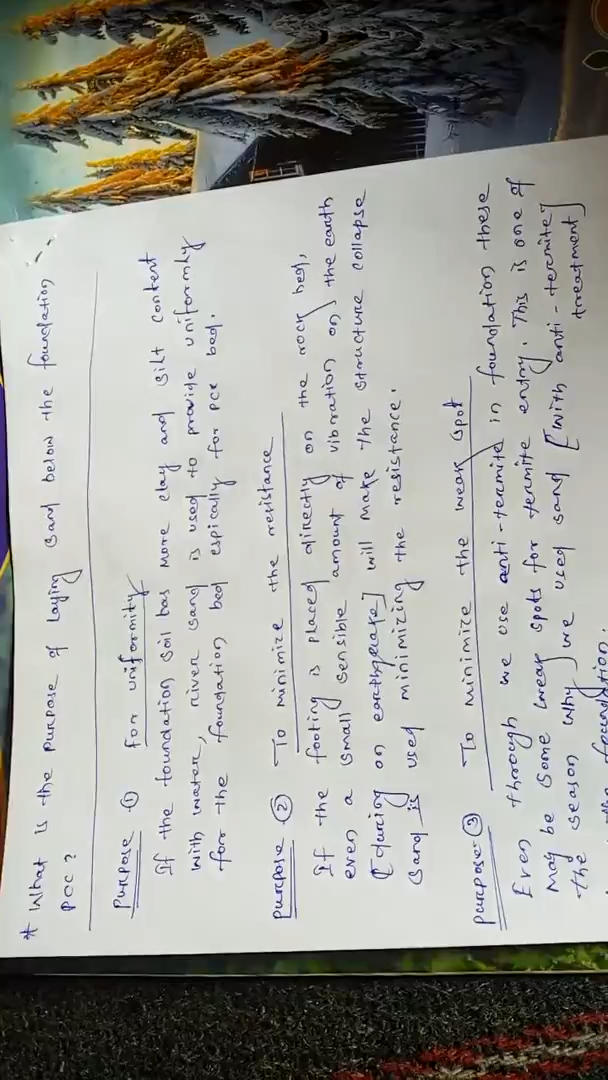 * What is the purpose of laying sand below the foundation
PCC ?
Purpose ① For uniformity
If the foundation soil has more clay and silt content
with water, river sand is used to provide uniformly
for the foundation bed espically for pcc bed.
purpose ② To minimize the resistance
If the footing is placed directly on the rock bed,
even a small sensible amount of vibration on the earth
[during on earthquake] will make the structure collapse
Sand is used minimizing the resistance.
purpose ③ To minimize the weak spot
Even through we use anti-termite in foundation these
may be some weak spots for termite entry. This is one of
the season why we used sand [with anti-termite
treatment]
the foundation.